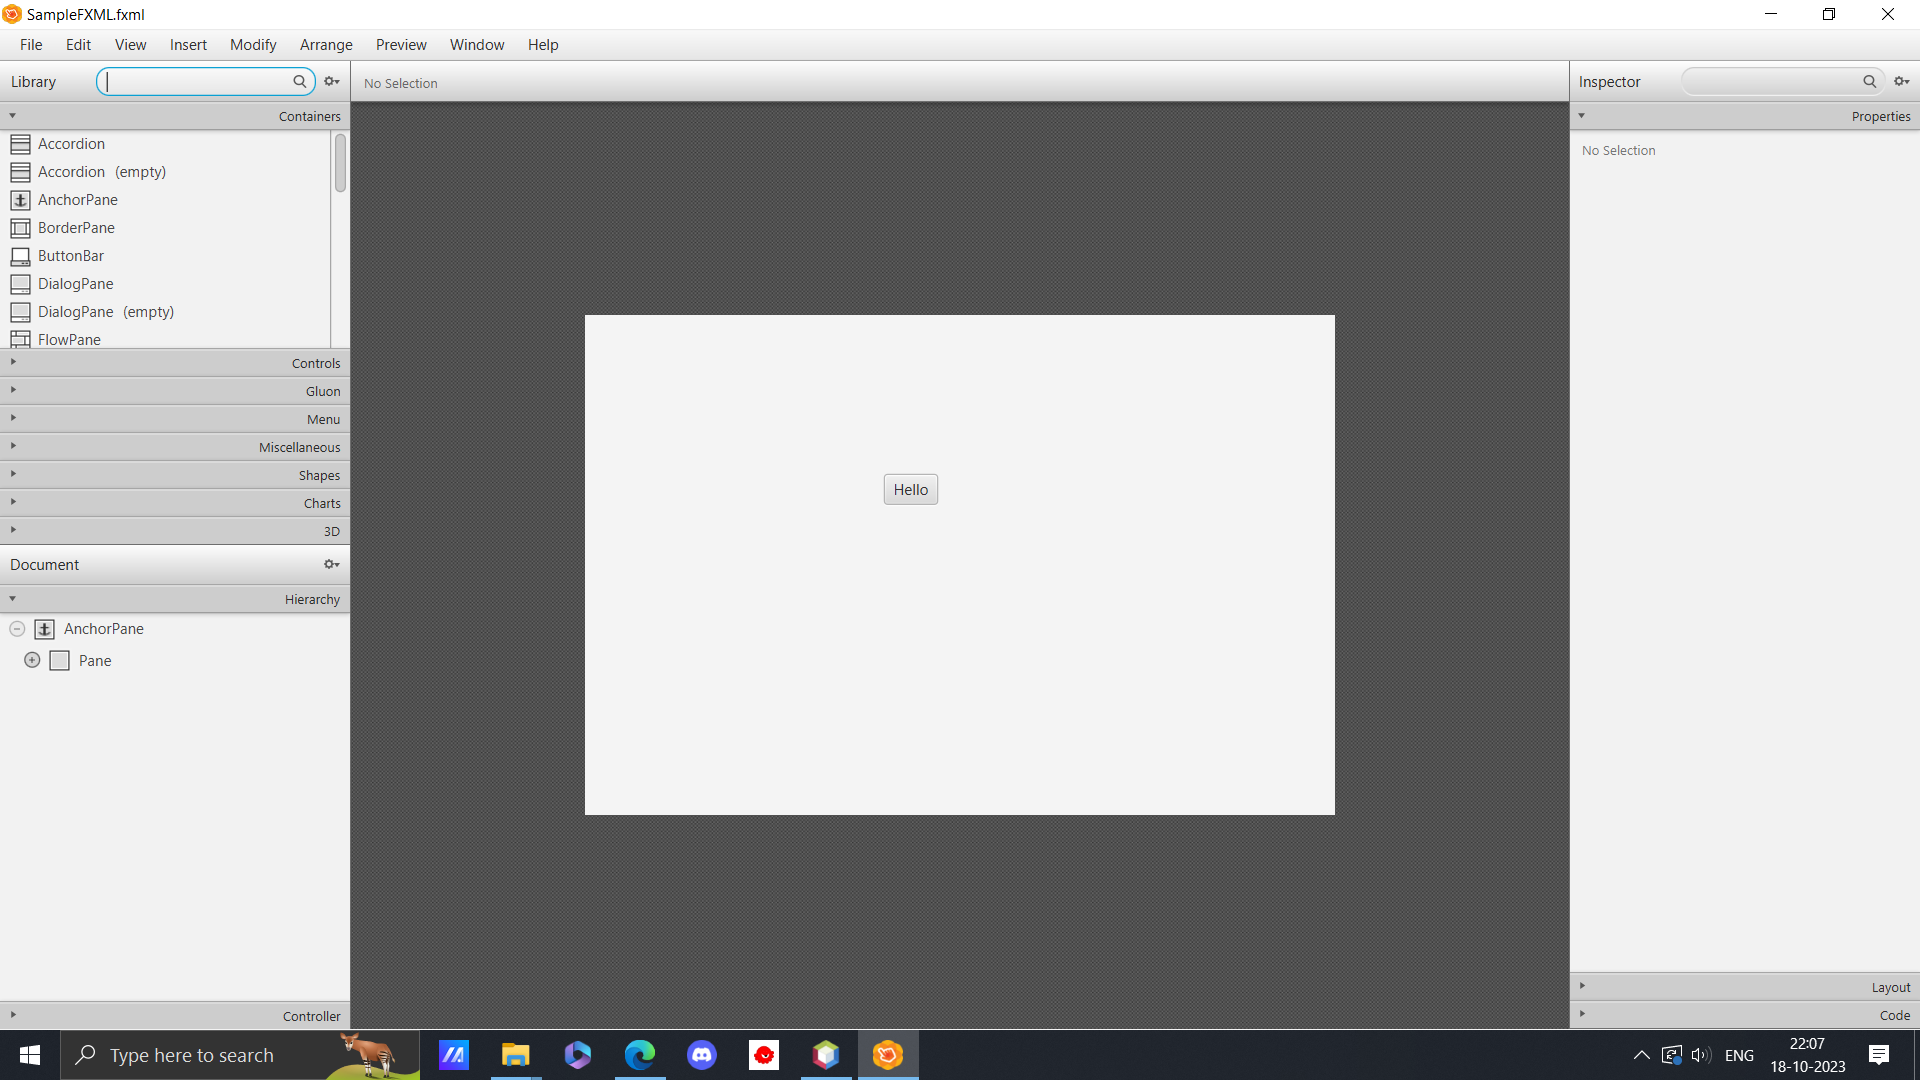 SampleFXML.fxml
File Edit View Insert Modify Arrange Preview Window Help
Library
No Selection
Inspector
Containers
Properties
Accordion
Accordion (empty)
AnchorPane
BorderPane
ButtonBar
DialogPane
DialogPane (empty)
FlowPane
Controls
Gluon
Menu
Miscellaneous
Shapes
Charts
3D
Document
Hierarchy
AnchorPane
Pane
Controller
Hello
No Selection
Layout
Code
Type here to search
ENG
22:07
18-10-2023